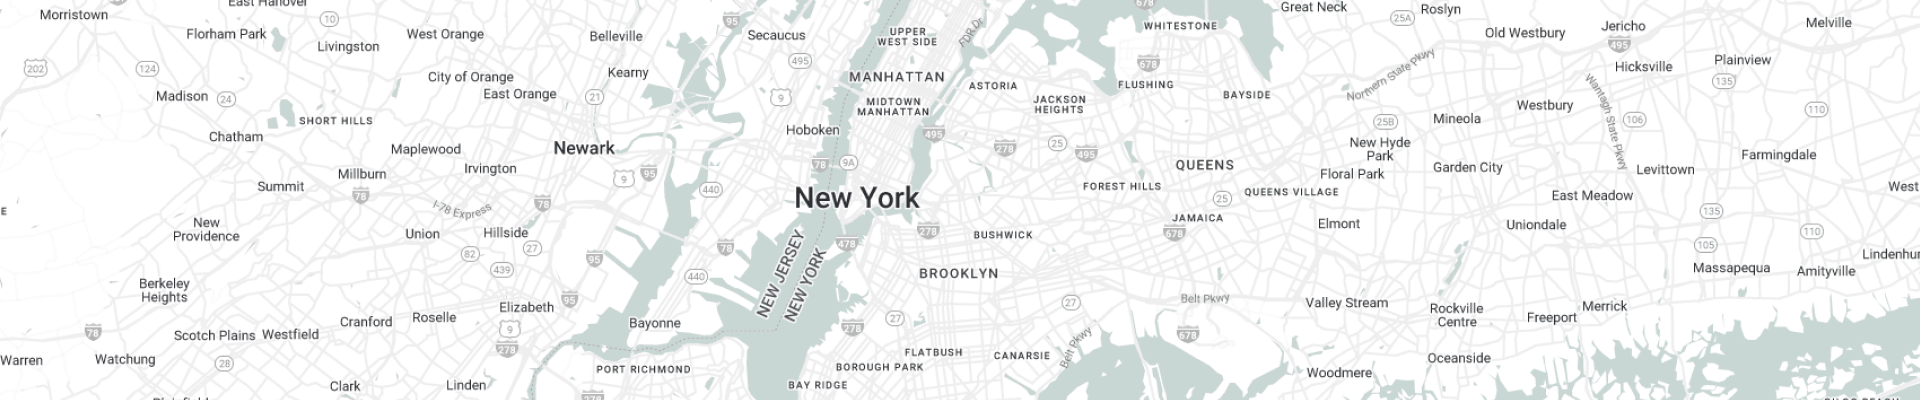 East Hanover
Morristown
10
Florham Park
Livingston
West Orange
Belleville
95
Secaucus
UPPER
WEST SIDE
FDR Dr
678
WHITESTONE
Great Neck
25A
Roslyn
Jericho
495
Old Westbury
Melville
202
124
City of Orange
Kearny
495
MANHATTAN
ASTORIA
678
FLUSHING
Northern State Pkwy
Hicksville
Plainview
135
Madison
24
East Orange
21
9
MIDTOWN
MANHATTAN
JACKSON
HEIGHTS
BAYSIDE
Wantagh State Pkwy
Westbury
110
SHORT HILLS
Chatham
Hoboken
495
25B
Mineola
106
Maplewood
Newark
278
25
495
New Hyde
Park
Farmingdale
Millburn
Irvington
78
9A
QUEENS
Garden City
Levittown
Summit
78
9
95
440
New York
FOREST HILLS
25
QUEENS VILLAGE
Floral Park
East Meadow
West
E
I-78 Express
78
JAMAICA
678
Elmont
Uniondale
135
New
Providence
Union
Hillside
27
82
439
78
NEW JERSEY
NEW YORK
478
278
BUSHWICK
105
110
Lindenhu
Berkeley
Heights
95
440
BROOKLYN
Massapequa
Amityville
Elizabeth
95
27
Belt Pkwy
Valley Stream
Rockville
Centre
Merrick
Freeport
78
Scotch Plains
Westfield
Cranford
Roselle
9
278
Bayonne
278
27
Belt Pkwy
678
Warren
Watchung
28
PORT RICHMOND
FLATBUSH
CANARSIE
BOROUGH PARK
Oceanside
Clark
Linden
278
BAY RIDGE
Woodmere